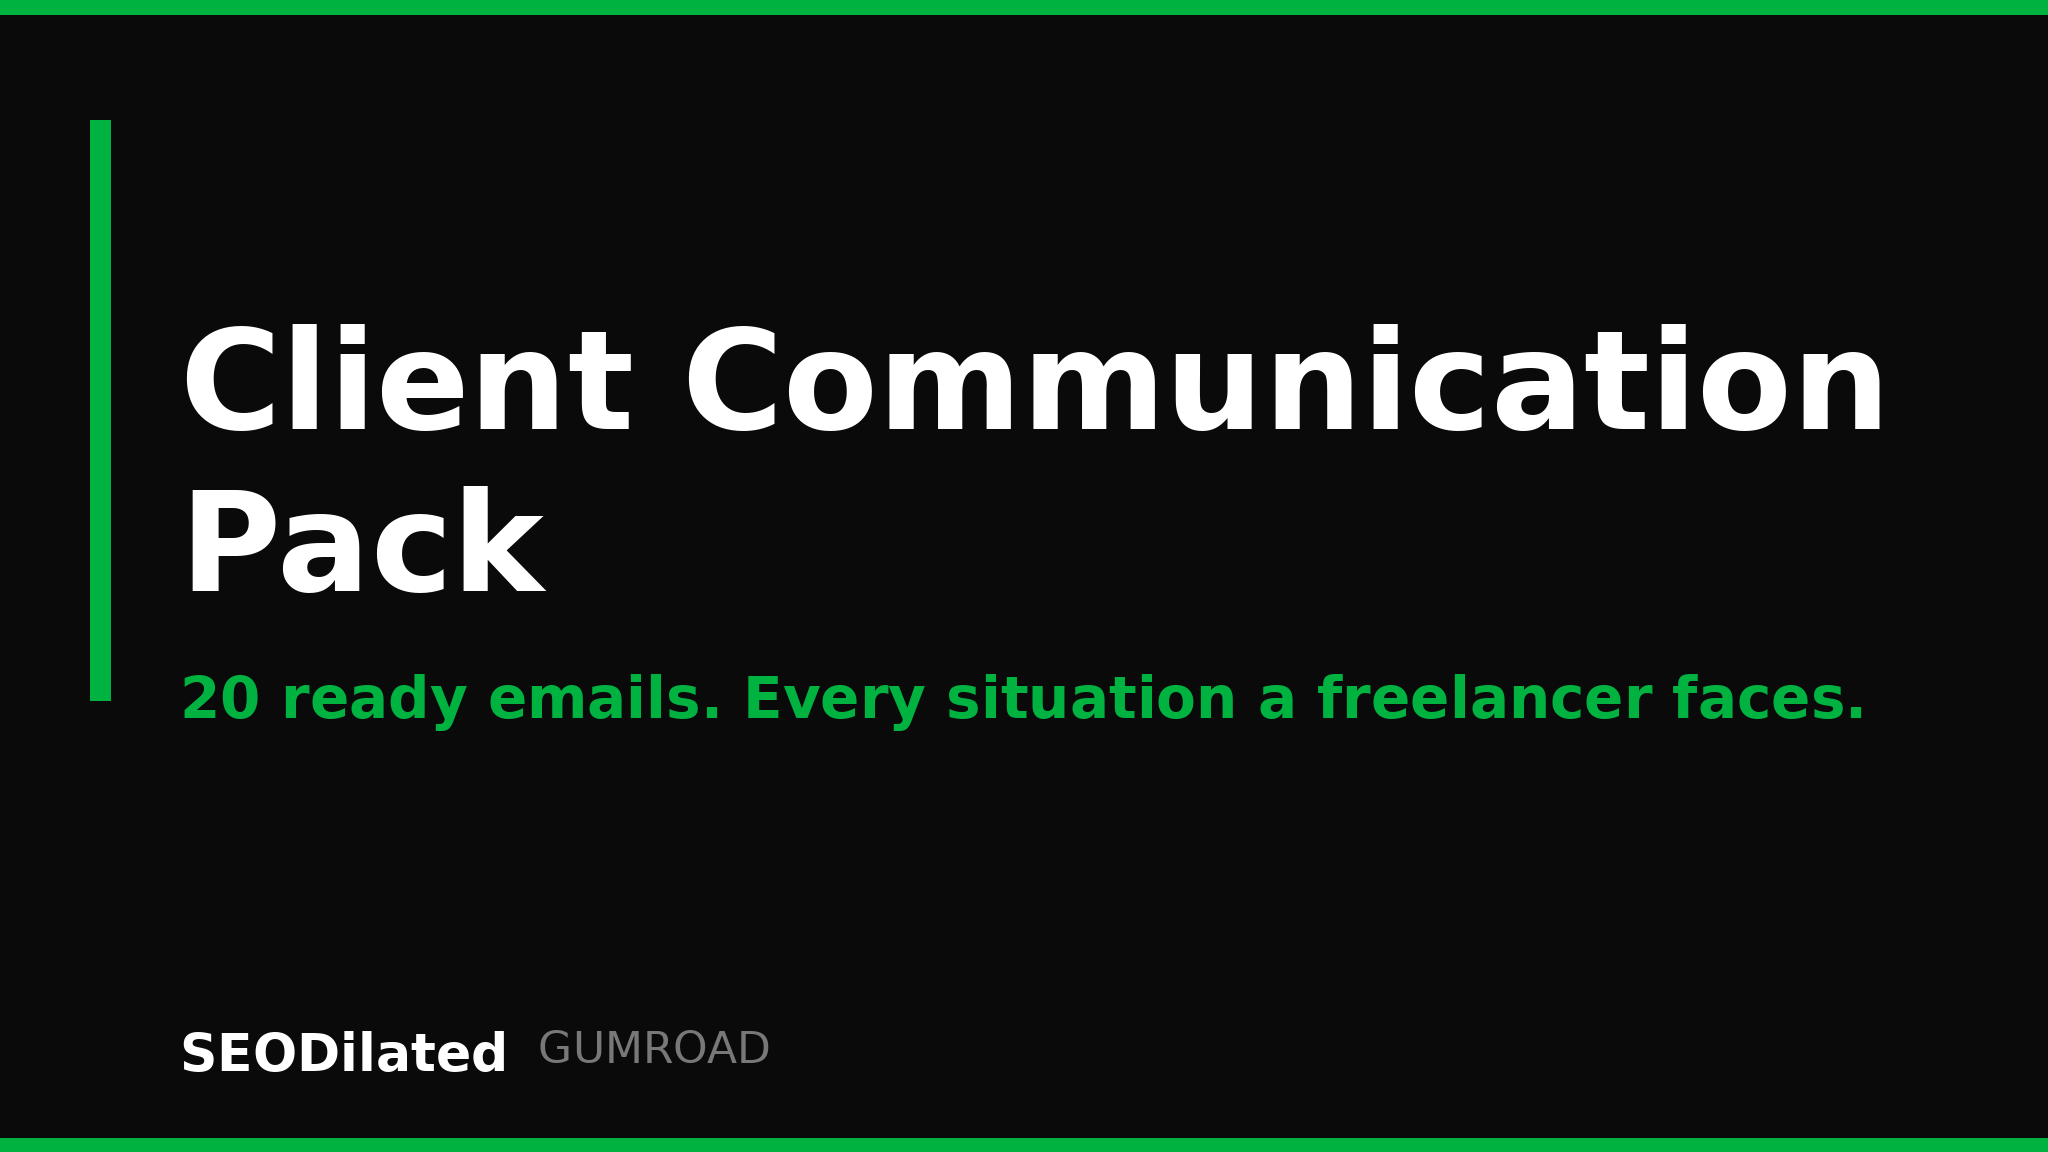 Client Communication
Pack
20 ready emails. Every situation a freelancer faces.
SEODilated GUMROAD